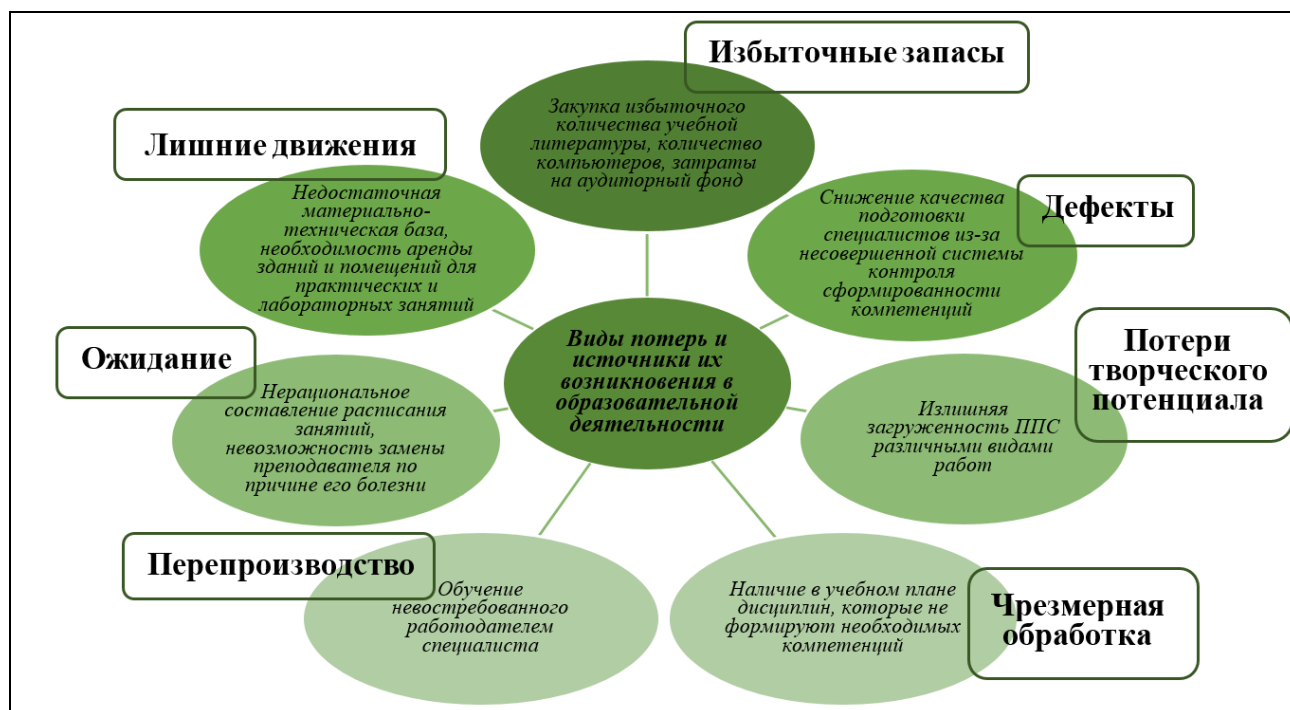 Избыточные запасы
Закупка избыточного
количества учебной
литературы, количество
компьютеров, затраты
на аудиторный фонд
Лишние движения
Недостаточная
материально-
техническая база,
необходимость аренды
зданий и помещений для
практических и
лабораторных занятий
Дефекты
Снижение качества
подготовки
специалистов из-за
несовершенной системы
контроля
сформированности
компетенций
Виды потерь и
источники их
возникновения в
образовательной
деятельности
Ожидание
Нерациональное
составление расписания
занятий,
невозможность замены
преподавателя по
причине его болезни
Потери
творческого
потенциала
Излишняя
загруженность ППС
различными видами
работ
Перепроизводство
Обучение
невостребованного
работодателем
специалиста
Чрезмерная
обработка
Наличие в учебном плане
дисциплин, которые не
формируют необходимых
компетенций